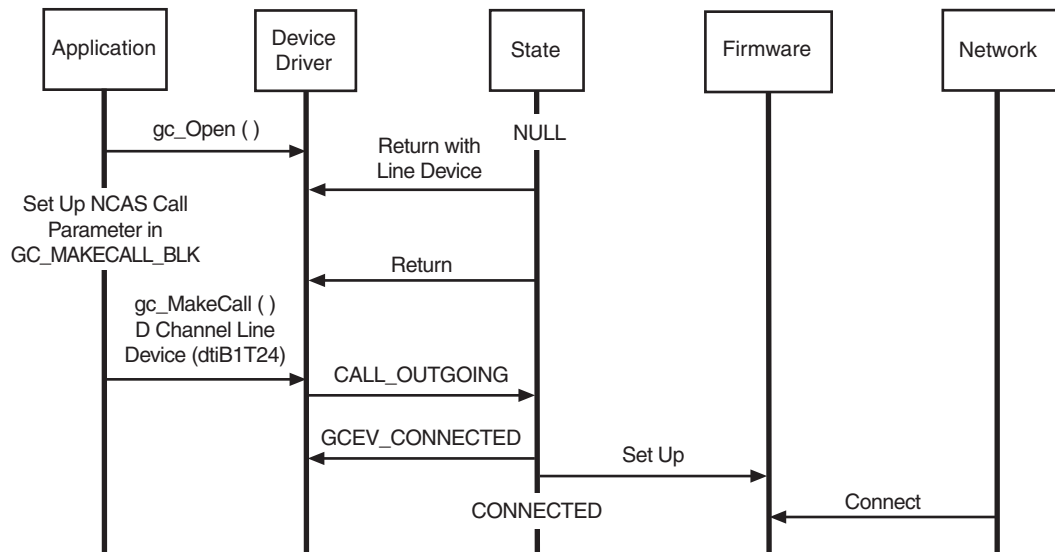 Application
Device
Driver
State
Firmware
Network
gc_Open ( )
NULL
Return with
Line Device
Set Up NCAS Call
Parameter in
GC_MAKECALL_BLK
Return
gc_MakeCall ( )
D Channel Line
Device (dtiB1T24)
CALL_OUTGOING
GCEV_CONNECTED
Set Up
CONNECTED
Connect